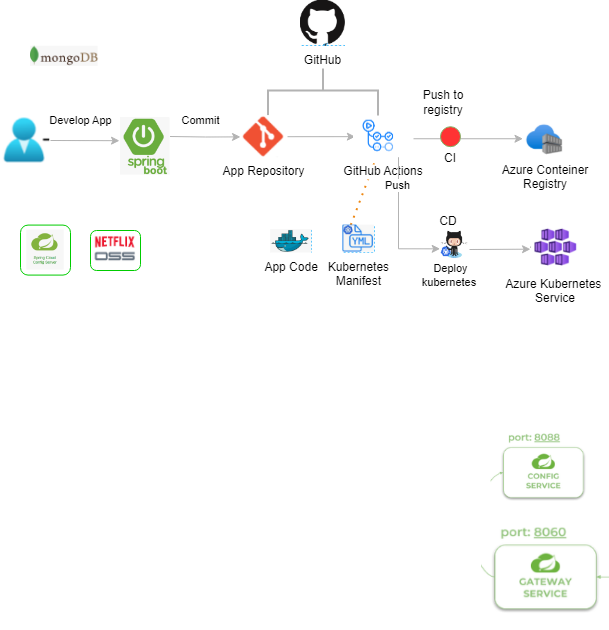 GitHub
mongoDB
Develop App
Commit
Push to
registry
spring
boot
App Repository
GitHub Actions
Push
CI
Azure Conteiner
Registry
Spring Cloud
Config Server
NETFLIX
OSS
App Code
YML
Kubernetes
Manifest
CD
Deploy
kubernetes
Azure Kubernetes
Service
port: 8088
CONFIG
SERVICE
port: 8060
GATEWAY
SERVICE